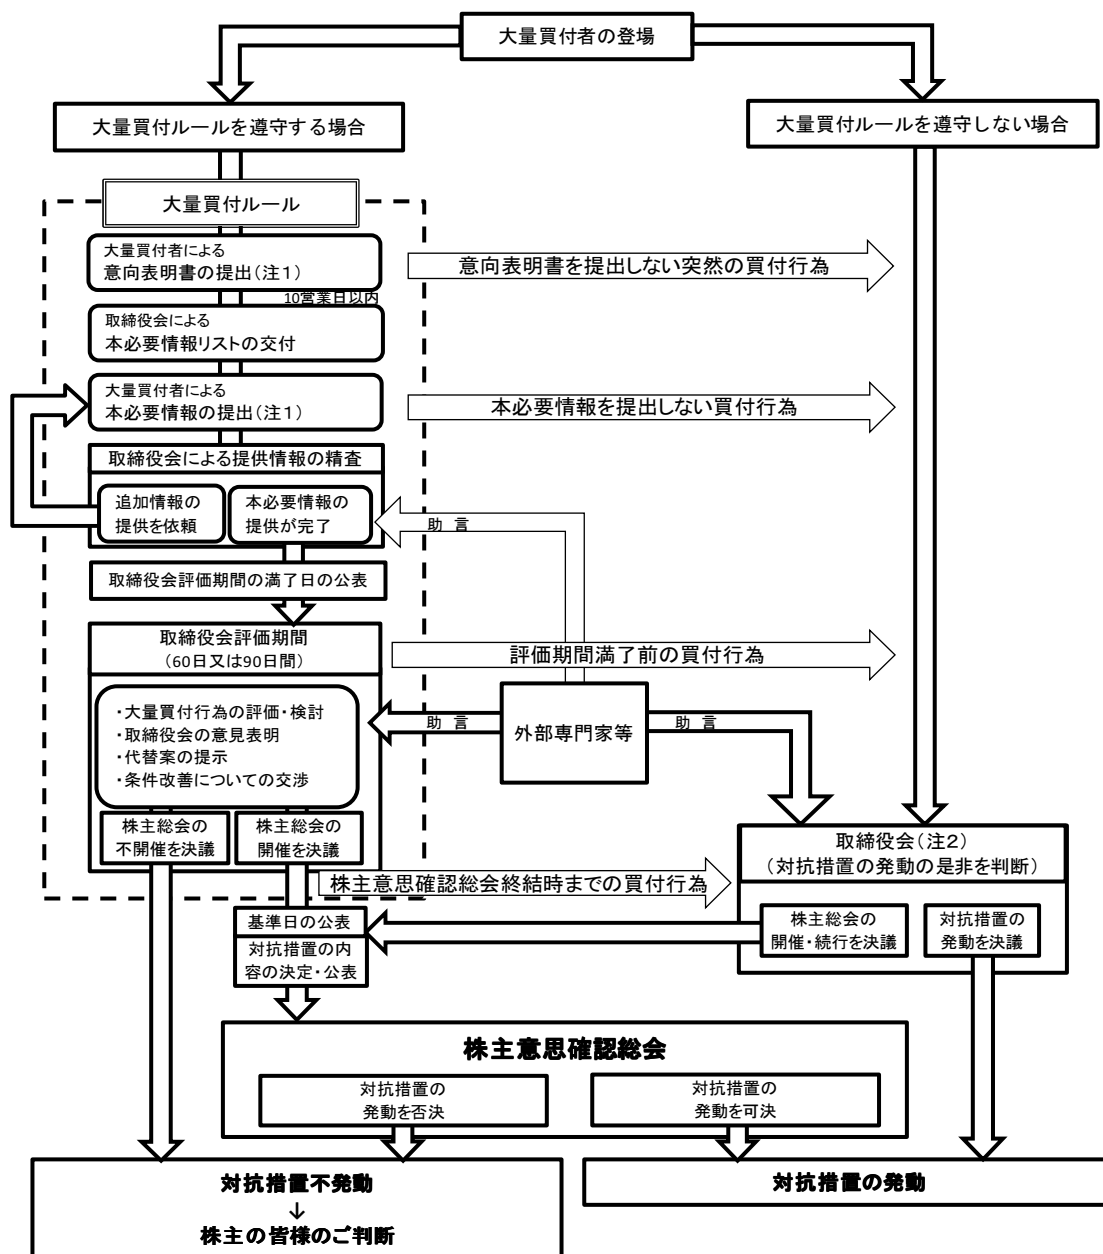 大量買付者の登場
大量買付ルールを遵守する場合
大量買付ルールを遵守しない場合
大量買付ルール
大量買付者による
意向表明書の提出(注1)
意向表明書を提出しない突然の買付行為
10営業日以内
取締役会による
本必要情報リストの交付
大量買付者による
本必要情報の提出(注1)
本必要情報を提出しない買付行為
取締役会による提供情報の精査
追加情報の
提供を依頼
本必要情報の
提供が完了
助 言
取締役会評価期間の満了日の公表
取締役会評価期間
(60日又は90日間)
評価期間満了前の買付行為
・大量買付行為の評価・検討
・取締役会の意見表明
・代替案の提示
・条件改善についての交渉
助 言
外部専門家等
助 言
株主総会の
不開催を決議
株主総会の
開催を決議
取締役会(注2)
(対抗措置の発動の是非を判断)
株主意思確認総会終結時までの買付行為
株主総会の
開催・続行を決議
対抗措置の
発動を決議
基準日の公表
対抗措置の内
容の決定・公表
株主意思確認総会
対抗措置の
発動を否決
対抗措置の
発動を可決
対抗措置不発動
↓
株主の皆様のご判断
対抗措置の発動